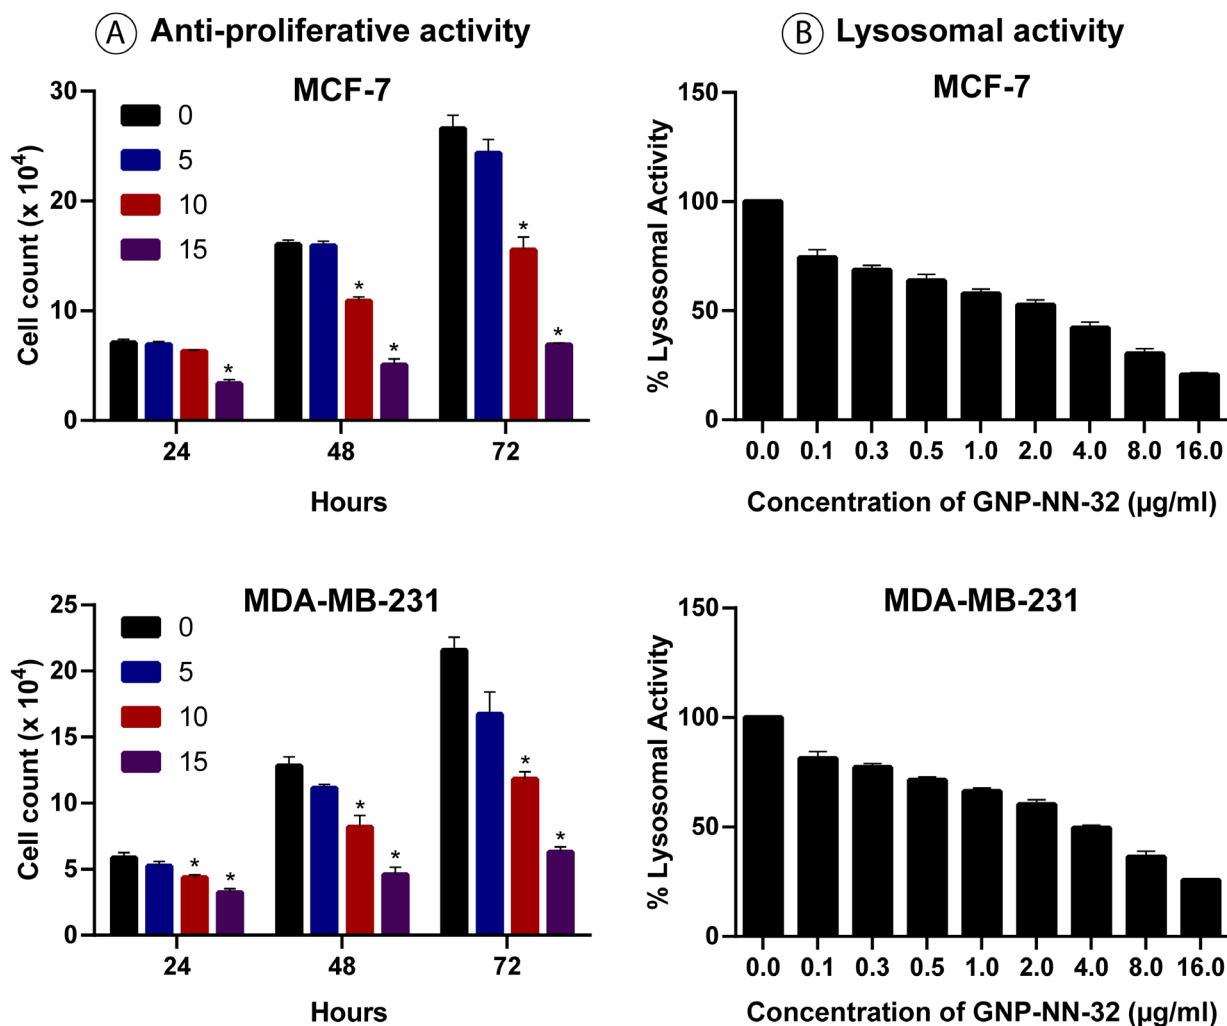 A Anti-proliferative activity
MCF-7
Cell count (x 10⁴)
30
20
10
0
0
5
10
15
*
*
*
*
*
24 48 72
Hours
B Lysosomal activity
MCF-7
% Lysosomal Activity
150
100
50
0
0.0 0.1 0.3 0.5 1.0 2.0 4.0 8.0 16.0
Concentration of GNP-NN-32 (µg/ml)
MDA-MB-231
Cell count (x 10⁴)
25
20
15
10
5
0
0
5
10
15
*
*
*
*
*
*
24 48 72
Hours
MDA-MB-231
% Lysosomal Activity
150
100
50
0
0.0 0.1 0.3 0.5 1.0 2.0 4.0 8.0 16.0
Concentration of GNP-NN-32 (µg/ml)